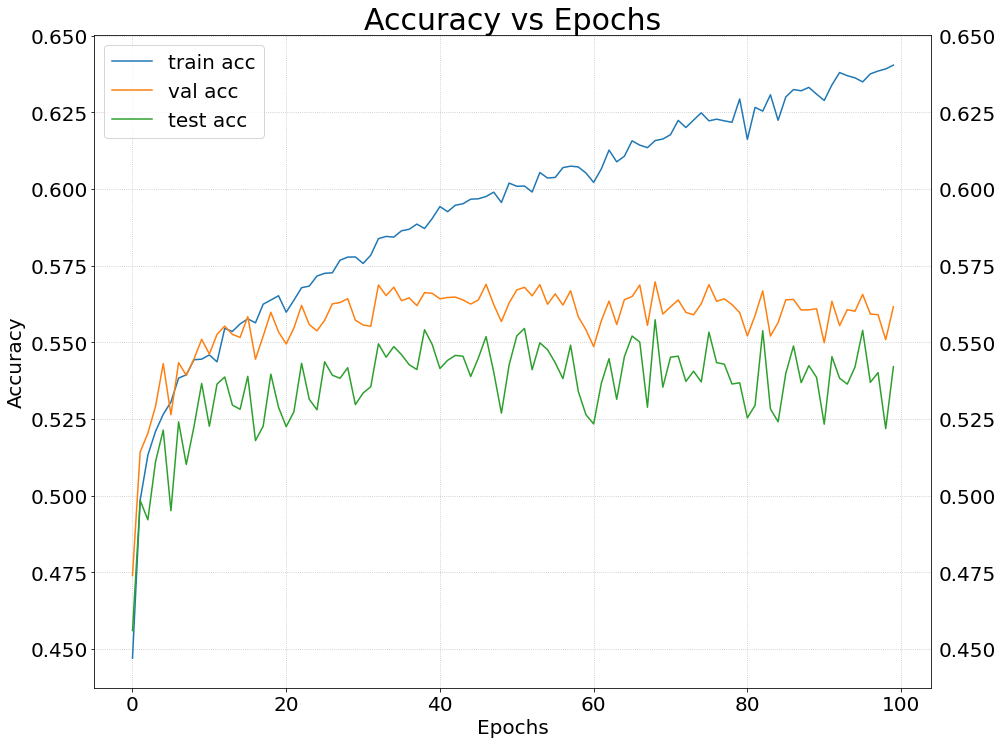 Accuracy vs Epochs
train acc
val acc
test acc
0.650 0.650
0.625 0.625
0.600 0.600
0.575 0.575
0.550 0.550
0.525 0.525
0.500 0.500
0.475 0.475
0.450 0.450
Accuracy
0 20 40 60 80 100
Epochs